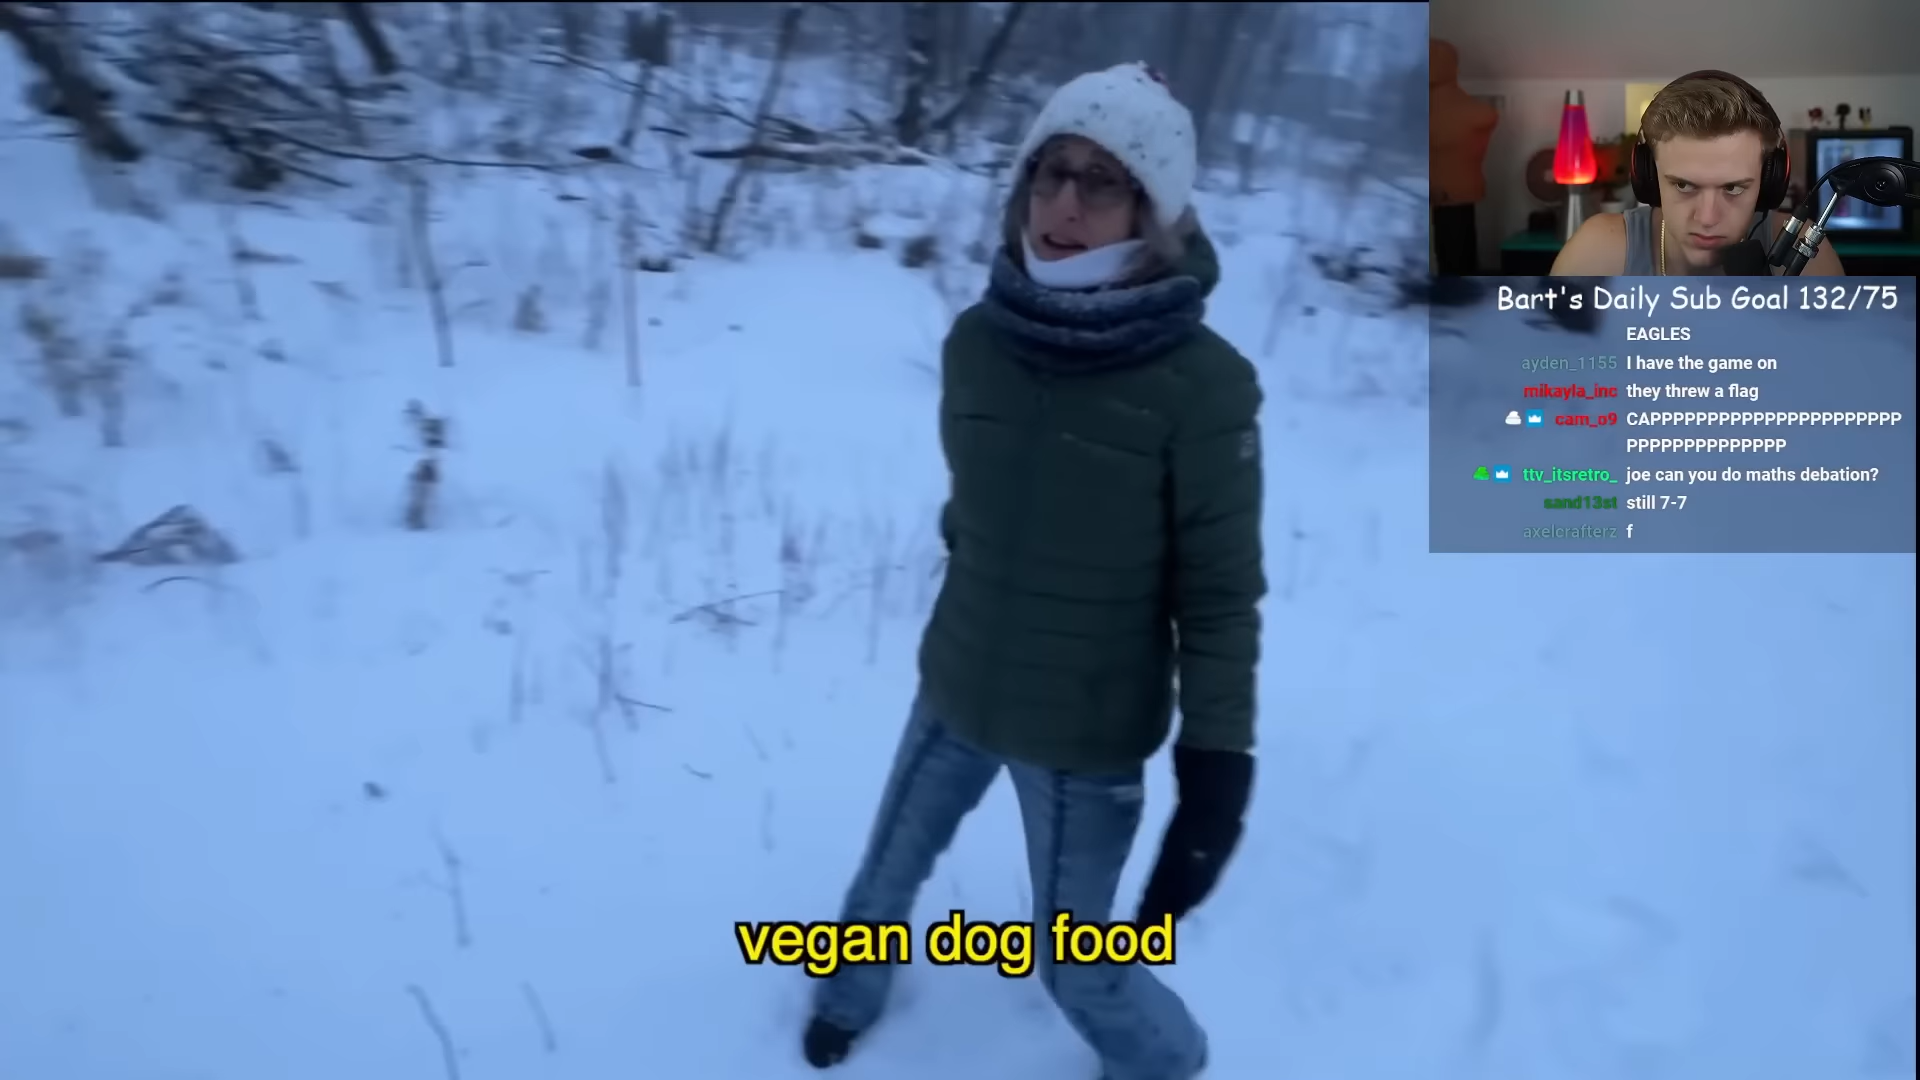 Bart's Daily Sub Goal 132/75
EAGLES
ayden_1155 I have the game on
mikayla_inc they threw a flag
cam_o9 CAPPPPPPPPPPPPPPPPPPPPPP
PPPPPPPPPPPPPP
ttv_itsretro_ joe can you do maths debation?
sand13st still 7-7
axelcrafterz f
vegan dog food